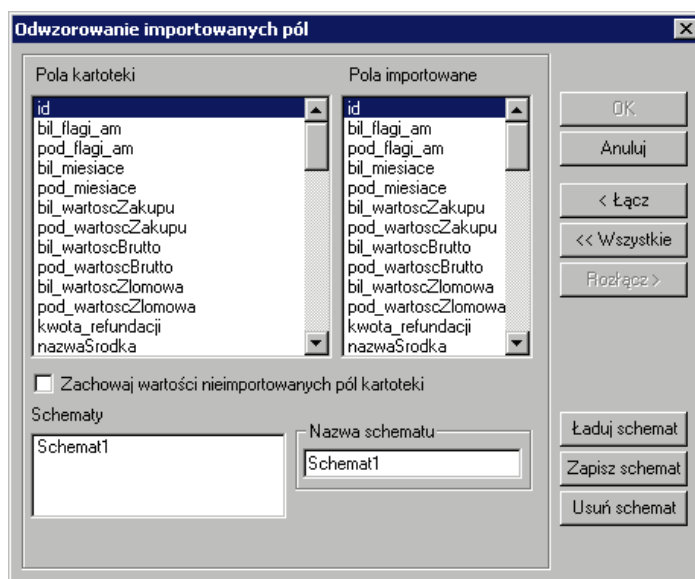 Odwzorowanie importowanych pól
Pola kartoteki
id
bil_flagi_am
pod_flagi_am
bil_miesiace
pod_miesiace
bil_wartoscZakupu
pod_wartoscZakupu
bil_wartoscBrutto
pod_wartoscBrutto
bil_wartoscZlomowa
pod_wartoscZlomowa
kwota_refundacji
nazwaSrodka
Pola importowane
id
bil_flagi_am
pod_flagi_am
bil_miesiace
pod_miesiace
bil_wartoscZakupu
pod_wartoscZakupu
bil_wartoscBrutto
pod_wartoscBrutto
bil_wartoscZlomowa
pod_wartoscZlomowa
kwota_refundacji
nazwaSrodka
OK
Anuluj
< Łącz
<< Wszystkie
Rozłącz >
Zachowaj wartości nieimportowanych pól kartoteki
Schematy
Schemat1
Nazwa schematu
Schemat1
Ładuj schemat
Zapisz schemat
Usuń schemat